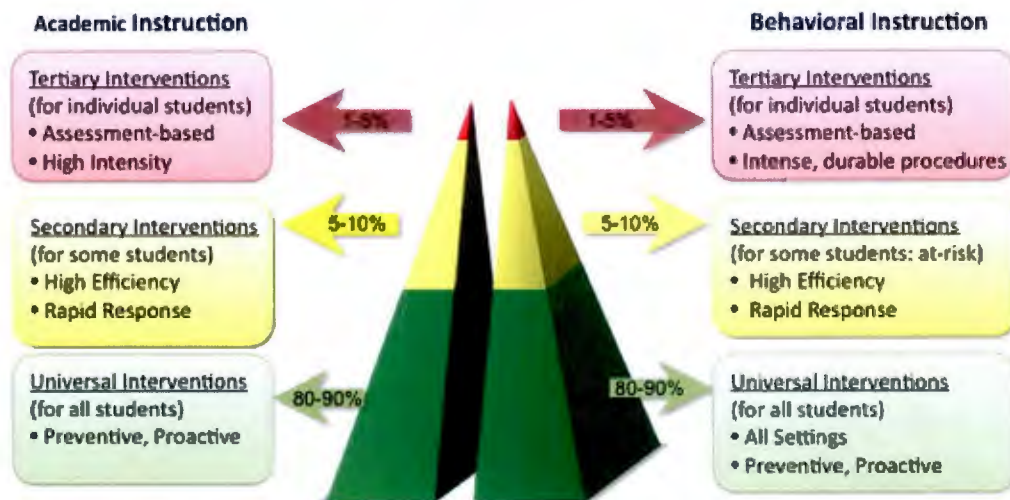 Academic Instruction
Tertiary Interventions
(for individual students)
• Assessment-based
• High Intensity
1-5%
Secondary Interventions
(for some students)
• High Efficiency
• Rapid Response
5-10%
Universal Interventions
(for all students)
• Preventive, Proactive
80-90%
Behavioral Instruction
1-5%
Tertiary Interventions
(for individual students)
• Assessment-based
• Intense, durable procedures
5-10%
Secondary Interventions
(for some students: at-risk)
• High Efficiency
• Rapid Response
80-90%
Universal Interventions
(for all students)
• All Settings
• Preventive, Proactive